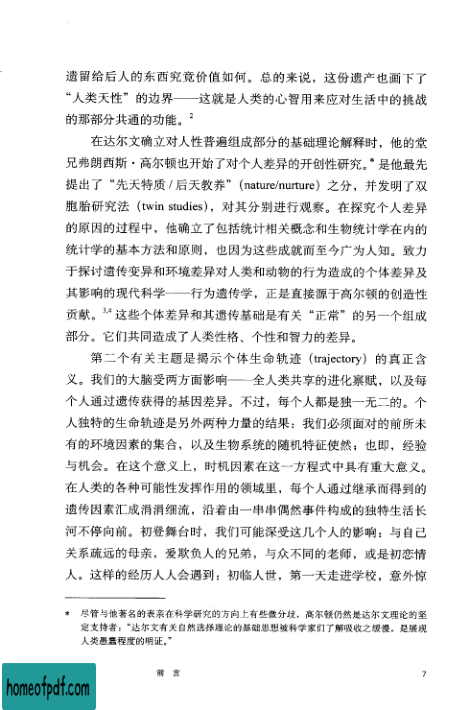 遗留给后人的东西究竟价值如何。总的来说，这份遗产也画下了
“人类天性”的边界——这就是人类的心智用来应对生活中的挑战
的那部分共通的功能。2
在达尔文确立对人性普遍组成部分的基础理论解释时，他的堂
兄弗朗西斯·高尔顿也开始了对个人差异的开创性研究。* 是他最先
提出了“先天特质/后天教养”（nature/nurture）之分，并发明了双
胞胎研究法（twin studies），对其分别进行观察。在探究个人差异
的原因的过程中，他确立了包括统计相关概念和生物统计学在内的
统计学的基本方法和原则，也因为这些成就而至今广为人知。致力
于探讨遗传变异和环境差异对人类和动物的行为造成的个体差异及
其影响的现代科学——行为遗传学，正是直接源于高尔顿的创造性
贡献。3,4 这些个体差异和其遗传基础是有关“正常”的另一个组成
部分。它们共同造成了人类性格、个性和智力的差异。
第二个有关主题是揭示个体生命轨迹（trajectory）的真正含
义。我们的大脑受两方面影响——全人类共享的进化禀赋，以及每
个人通过遗传获得的基因差异。不过，每个人都是独一无二的。个
人独特的生命轨迹是另外两种力量的结果：我们必须面对的前所未
有的环境因素的集合，以及生物系统的随机特征使然；也即，经验
与机会。在这个意义上，时机因素在这一方程式中具有重大意义。
在人类的各种可能性发挥作用的领域里，每个人通过继承而得到的
遗传因素汇成涓涓细流，沿着由一串串偶然事件构成的独特生活长
河不停向前。初登舞台时，我们可能深受这几个人的影响：与自己
关系疏远的母亲，爱欺负人的兄弟，与众不同的老师，或是初恋情
人。这样的经历人人会遇到：初临人世，第一天走进学校，意外惊
* 尽管与他著名的表亲在科学研究的方向上有些微分歧，高尔顿仍然是达尔文理论的坚
定支持者：“达尔文有关自然选择理论的基础思想被科学家们了解吸收之缓慢，是展现
人类愚蠢程度的明证。”
前言 7
homeofpdf.com